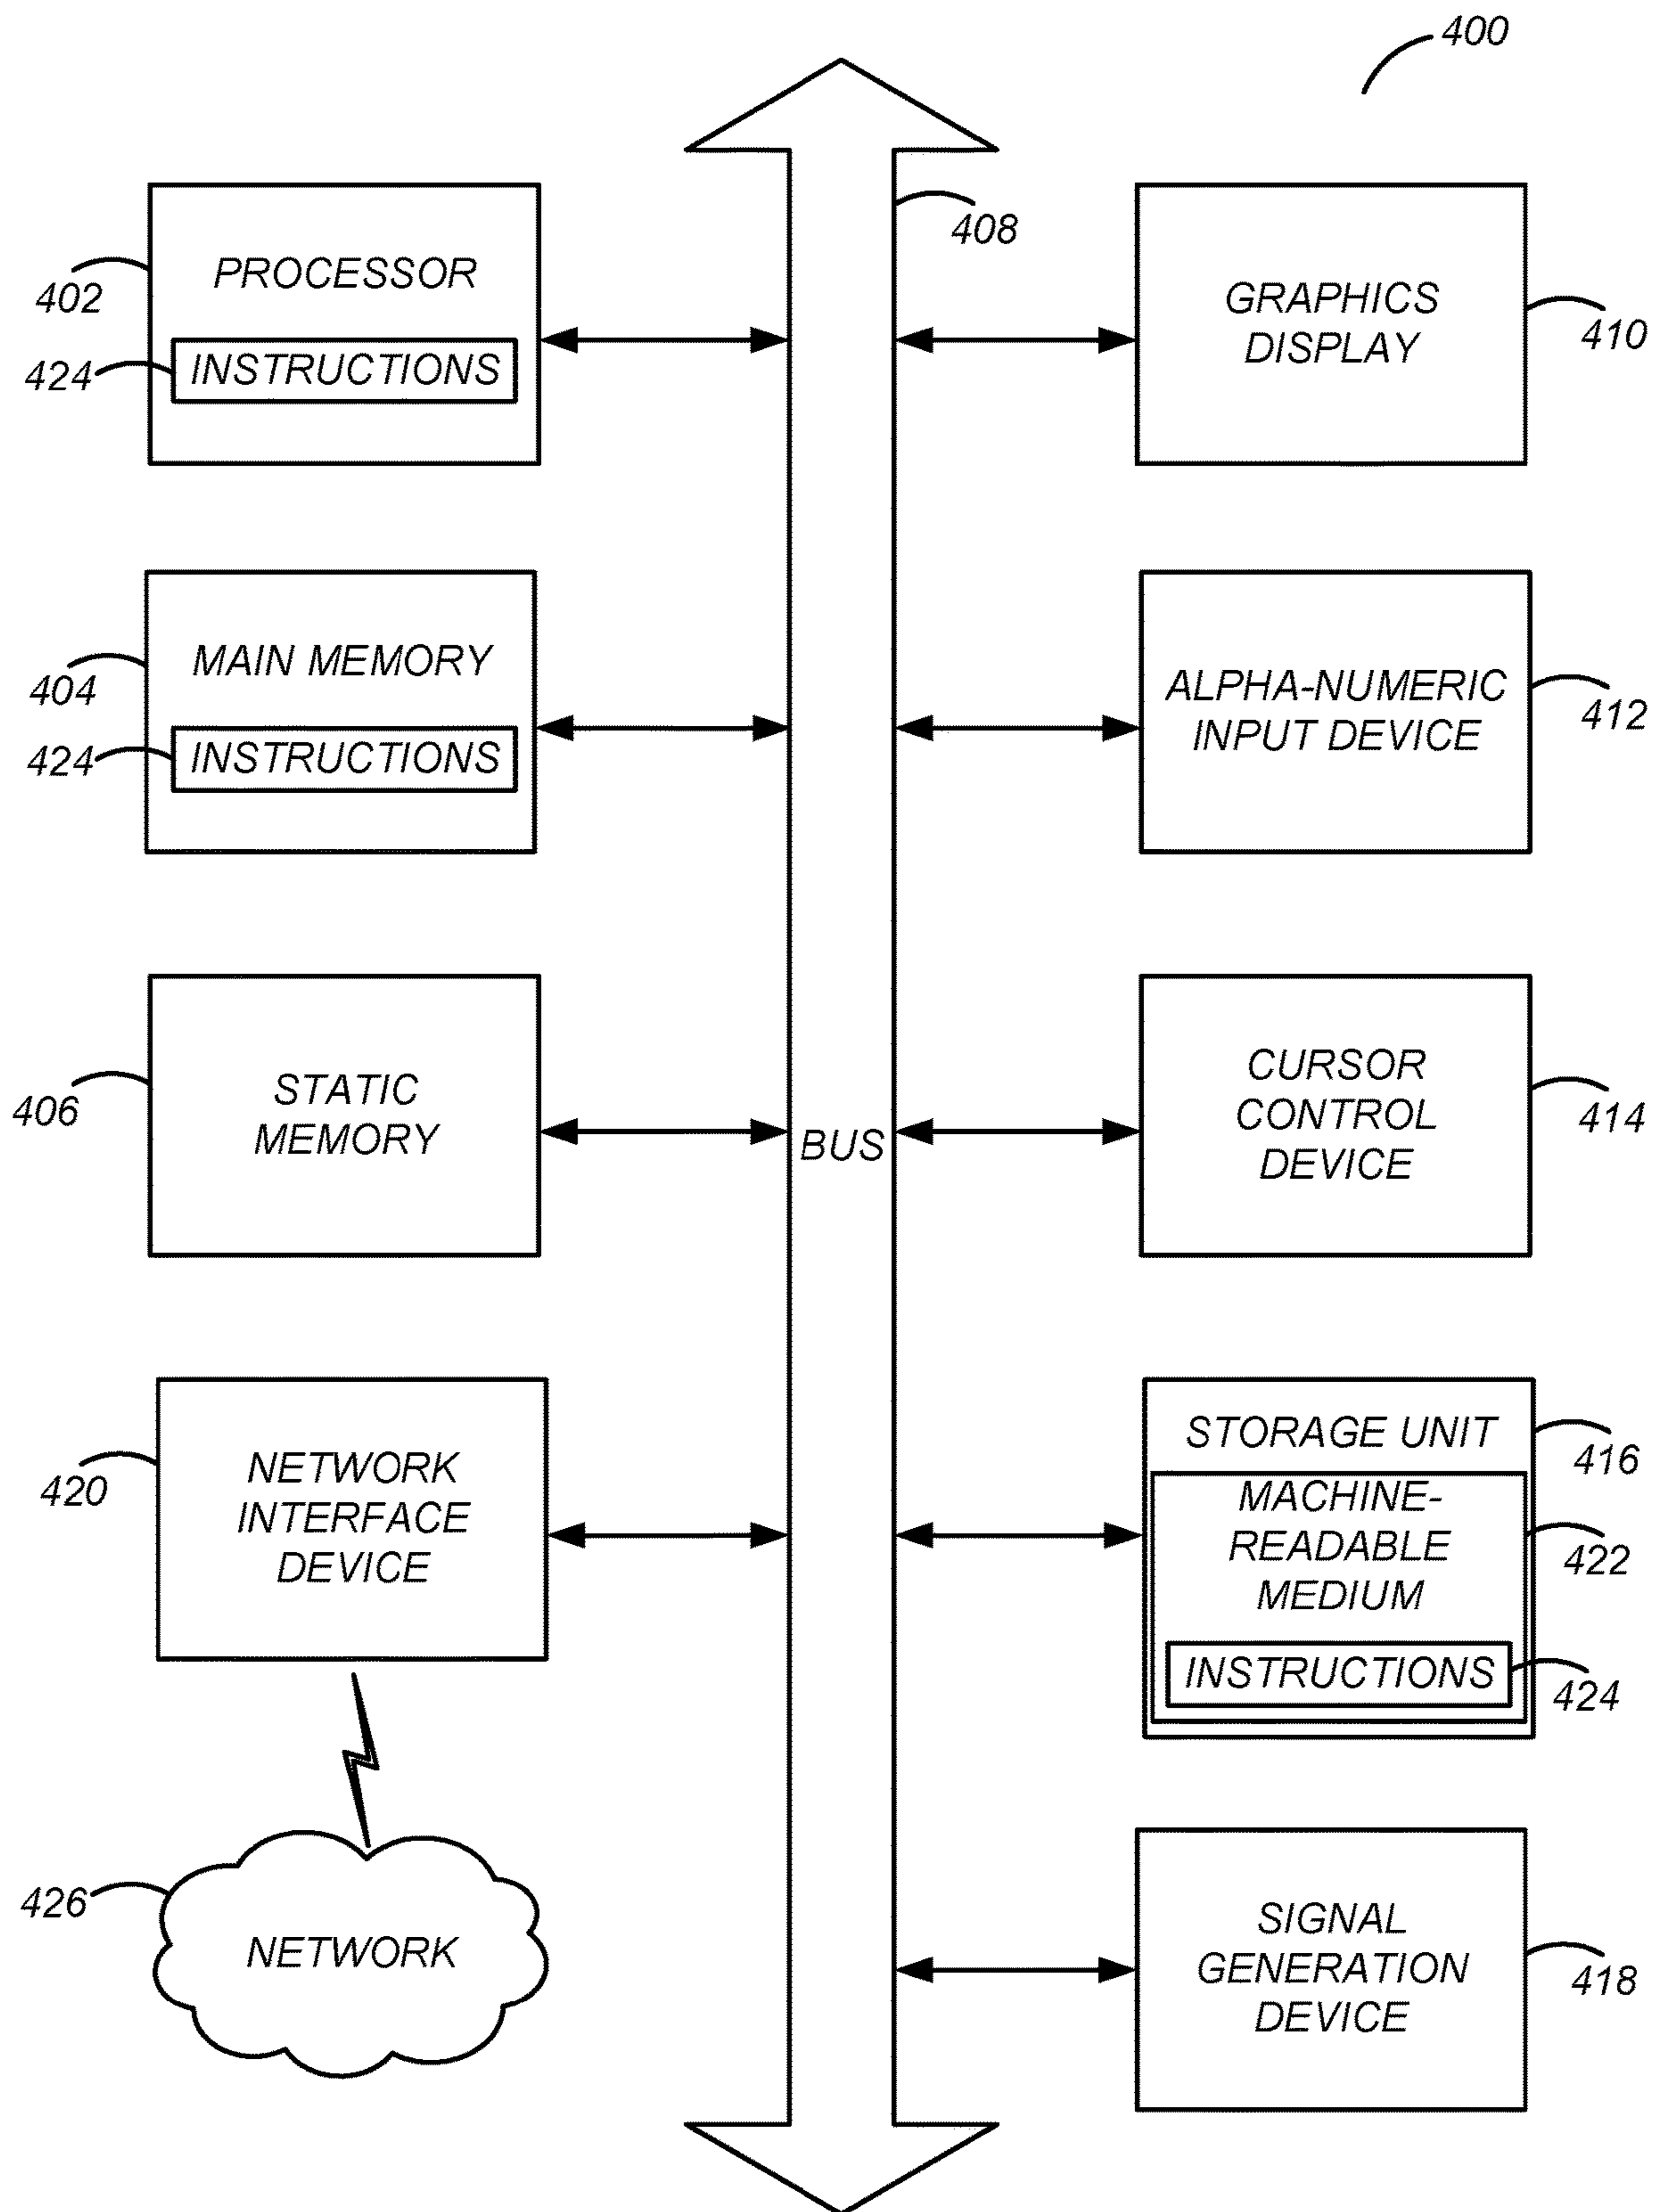 400
408
PROCESSOR
402
INSTRUCTIONS
424
GRAPHICS
DISPLAY
410
MAIN MEMORY
404
INSTRUCTIONS
424
ALPHA-NUMERIC
INPUT DEVICE
412
STATIC
MEMORY
406
BUS
CURSOR
CONTROL
DEVICE
414
NETWORK
INTERFACE
DEVICE
420
STORAGE UNIT
416
MACHINE-
READABLE
MEDIUM
422
INSTRUCTIONS
424
NETWORK
426
SIGNAL
GENERATION
DEVICE
418